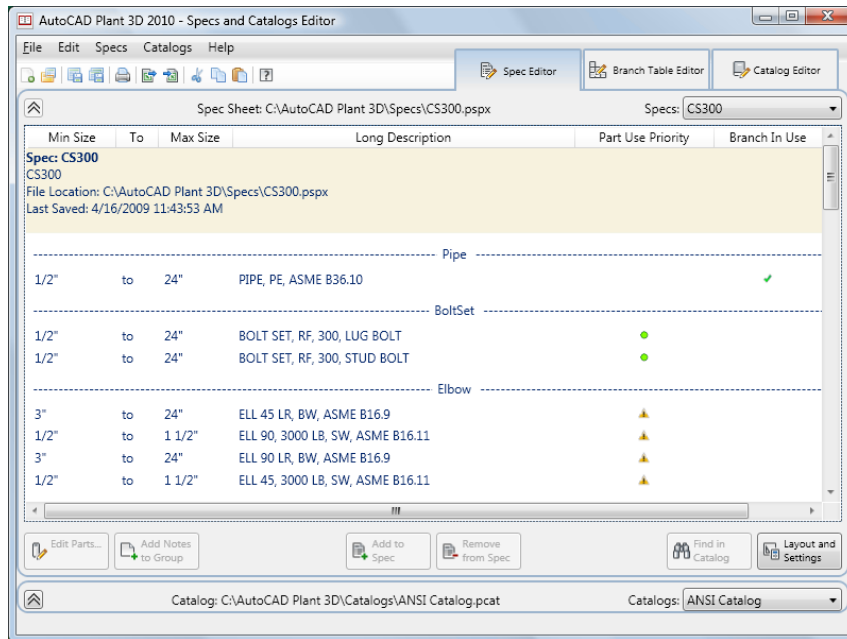 AutoCAD Plant 3D 2010 - Specs and Catalogs Editor
File Edit Specs Catalogs Help
Spec Editor Branch Table Editor Catalog Editor
Spec Sheet: C:\AutoCAD Plant 3D\Specs\CS300.pspx Specs: CS300
Min Size To Max Size Long Description Part Use Priority Branch In Use
Spec: CS300
CS300
File Location: C:\AutoCAD Plant 3D\Specs\CS300.pspx
Last Saved: 4/16/2009 11:43:53 AM
Pipe
1/2" to 24" PIPE, PE, ASME B36.10
BoltSet
1/2" to 24" BOLT SET, RF, 300, LUG BOLT
1/2" to 24" BOLT SET, RF, 300, STUD BOLT
Elbow
3" to 24" ELL 45 LR, BW, ASME B16.9
1/2" to 1 1/2" ELL 90, 3000 LB, SW, ASME B16.11
3" to 24" ELL 90 LR, BW, ASME B16.9
1/2" to 1 1/2" ELL 45, 3000 LB, SW, ASME B16.11
Edit Parts... Add Notes to Group Add to Spec Remove from Spec Find in Catalog Layout and Settings
Catalog: C:\AutoCAD Plant 3D\Catalogs\ANSI Catalog.pcat Catalogs: ANSI Catalog